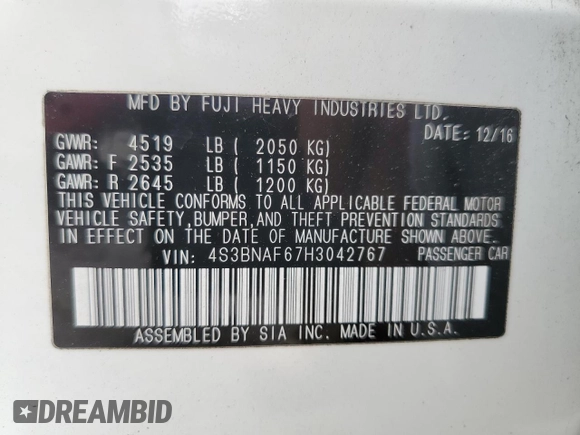 MFD BY FUJI HEAVY INDUSTRIES LTD.
DATE: 12/16
GVWR: 4519 LB ( 2050 KG)
GAWR: F 2535 LB ( 1150 KG)
GAWR: R 2645 LB ( 1200 KG)
THIS VEHICLE CONFORMS TO ALL APPLICABLE FEDERAL MOTOR
VEHICLE SAFETY,BUMPER,AND THEFT PREVENTION STANDARDS
IN EFFECT ON THE DATE OF MANUFACTURE SHOWN ABOVE.
VIN: 4S3BNAF67H3042767 PASSENGER CAR
ASSEMBLED BY SIA INC. MADE IN U.S.A.
DREAMBID